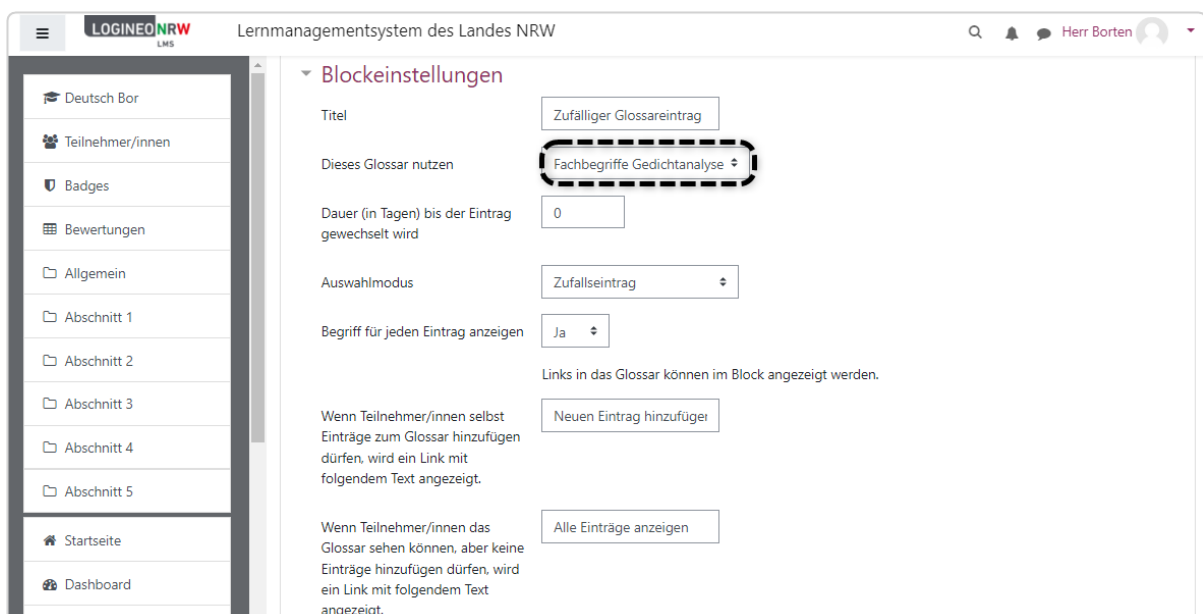 LOGINEO NRW
LMS
Lernmanagementsystem des Landes NRW
Herr Borten
Deutsch Bor
Teilnehmer/innen
Badges
Bewertungen
Allgemein
Abschnitt 1
Abschnitt 2
Abschnitt 3
Abschnitt 4
Abschnitt 5
Startseite
Dashboard
Blockeinstellungen
Titel
Zufälliger Glossareintrag
Dieses Glossar nutzen
Fachbegriffe Gedichtanalyse
Dauer (in Tagen) bis der Eintrag
gewechselt wird
0
Auswahlmodus
Zufallseintrag
Begriff für jeden Eintrag anzeigen
Ja
Links in das Glossar können im Block angezeigt werden.
Wenn Teilnehmer/innen selbst
Einträge zum Glossar hinzufügen
dürfen, wird ein Link mit
folgendem Text angezeigt.
Neuen Eintrag hinzufüger
Wenn Teilnehmer/innen das
Glossar sehen können, aber keine
Einträge hinzufügen dürfen, wird
ein Link mit folgendem Text
angezeigt.
Alle Einträge anzeigen